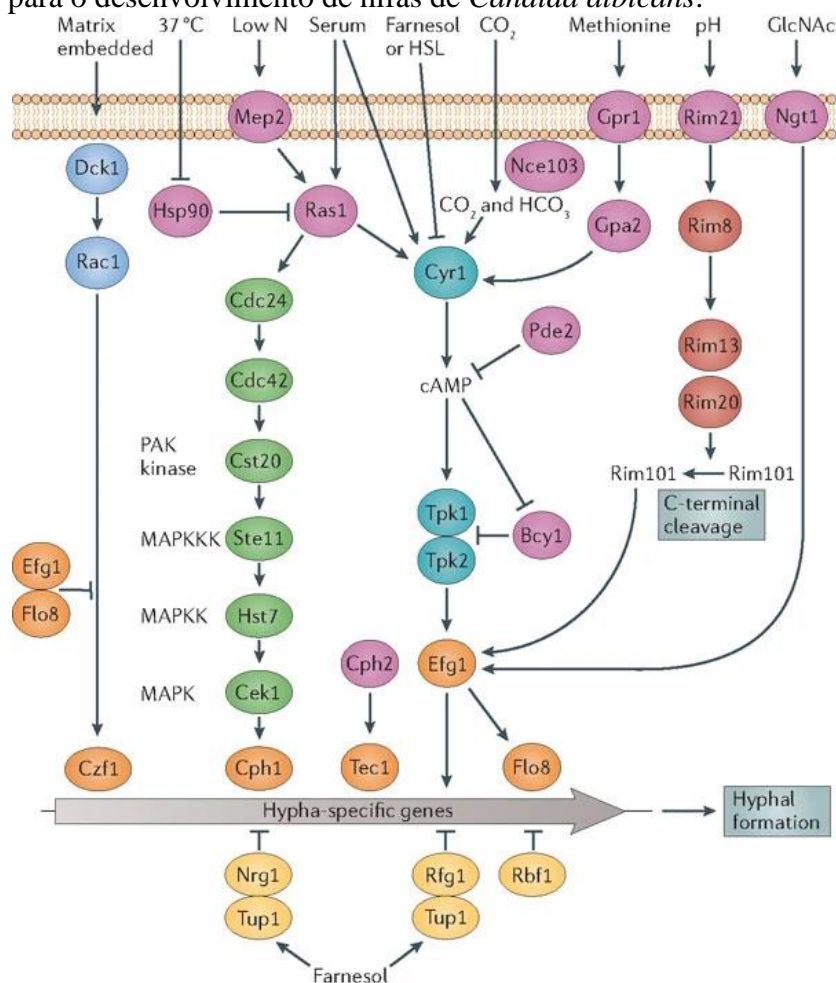 para o desenvolvimento de hifas de Candida albicans.
Matrix
embedded
37 °C
Low N
Serum
Farnesol
or HSL
CO2
Methionine
pH
GlcNAc
Mep2
Gpr1
Rim21
Ngt1
Dck1
Nce103
Hsp90
Ras1
CO2 and HCO3
Gpa2
Rim8
Rac1
Cyr1
Cdc24
Pde2
Rim13
Cdc42
cAMP
Rim20
PAK
kinase
Cst20
Rim101
Rim101
C-terminal
cleavage
Tpk1
MAPKKK
Ste11
Bcy1
Tpk2
Efg1
Flo8
MAPKK
Hst7
Cph2
Efg1
MAPK
Cek1
Czf1
Cph1
Tec1
Flo8
Hypha-specific genes
Hyphal
formation
Nrg1
Rfg1
Rbf1
Tup1
Tup1
Farnesol